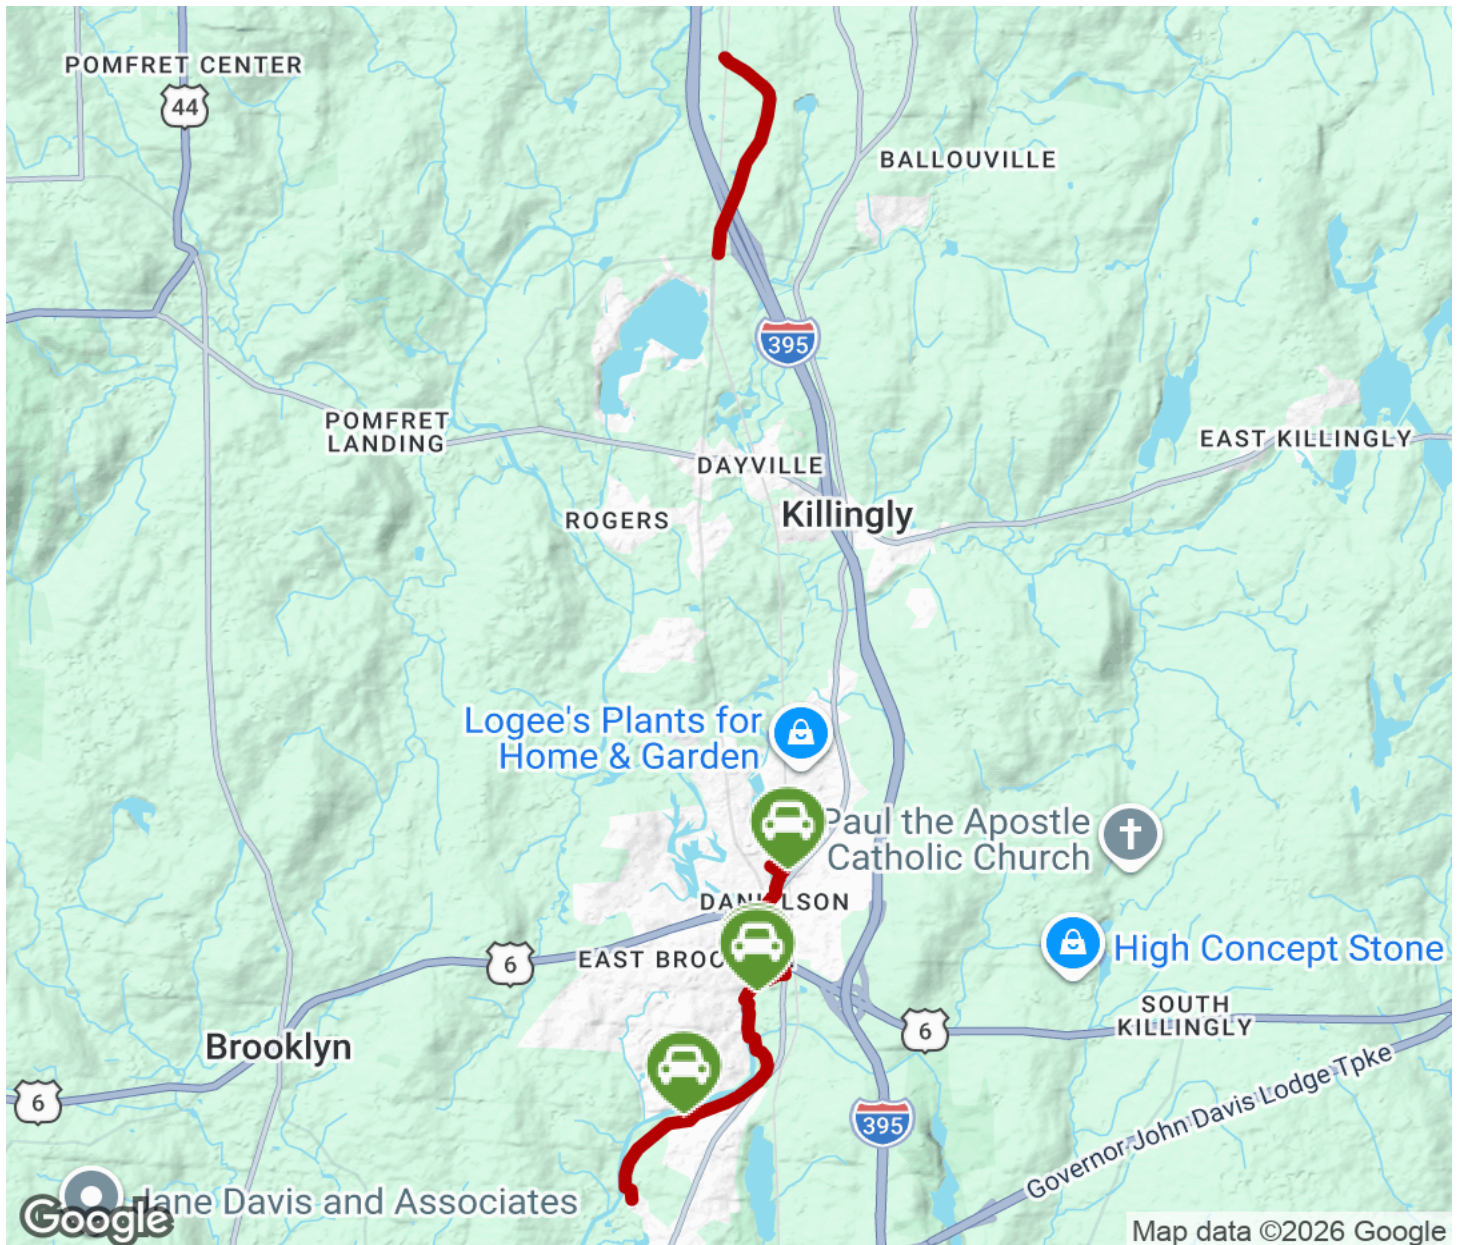 POMFRET CENTER
44
BALLOUVILLE
395
POMFRET
LANDING
EAST KILLINGLY
DAYVILLE
Killingly
ROGERS
Logee's Plants for
Home & Garden
Paul the Apostle
Catholic Church
DANIELSON
EAST BROO
6
High Concept Stone
SOUTH
KILLINGLY
6
Brooklyn
6
395
Governor John Davis Lodge Tpke
Jane Davis and Associates
Google
Map data ©2026 Google